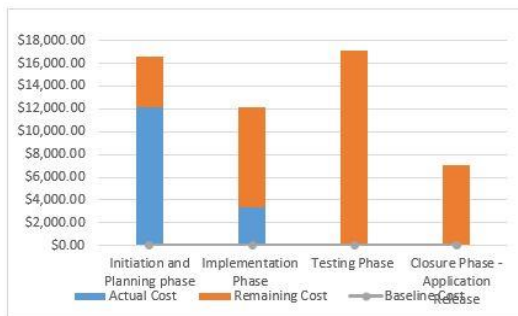 $18,000.00
$16,000.00
$14,000.00
$12,000.00
$10,000.00
$8,000.00
$6,000.00
$4,000.00
$2,000.00
$0.00
Initiation and
Planning phase
Implementation
Phase
Testing Phase
Closure Phase -
Application
Release
Actual Cost
Remaining Cost
Baseline Cost